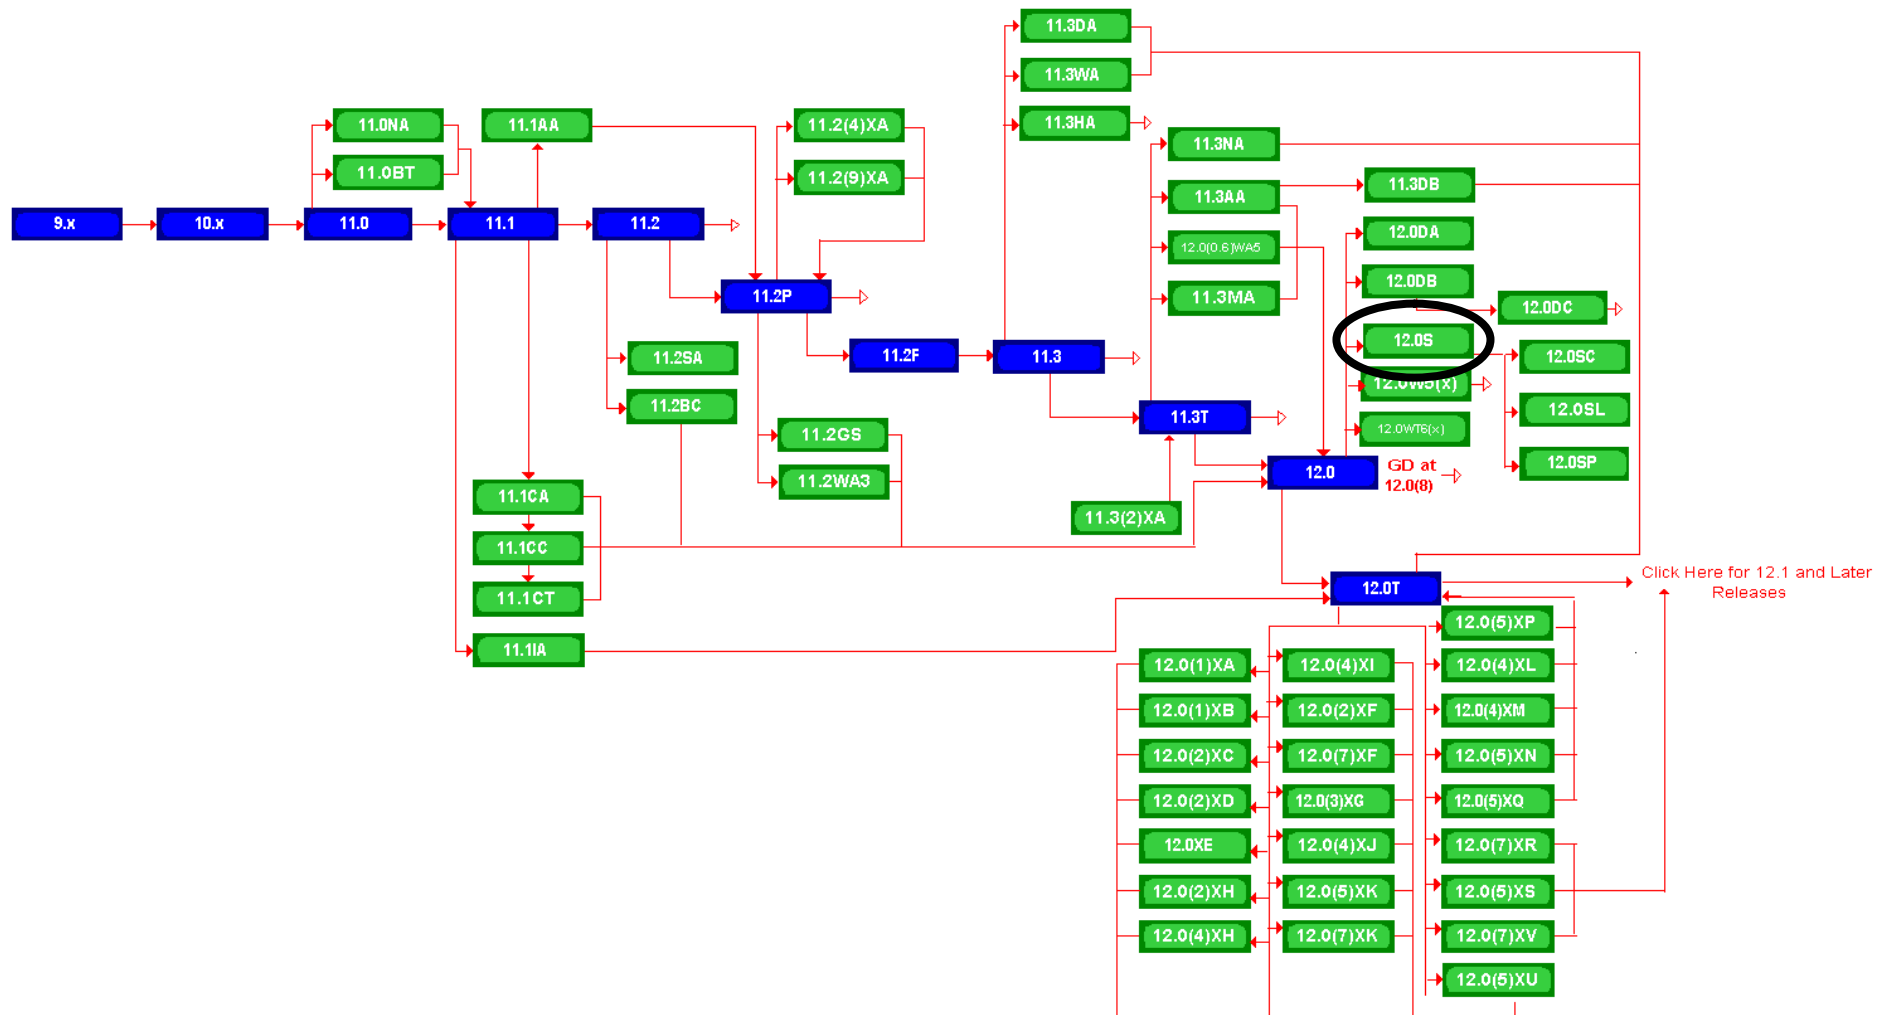 11.3DA
11.3WA
11.0NA
11.1AA
11.2(4)XA
11.3HA
11.3NA
11.0BT
11.2(9)XA
11.3AA
11.3DB
9.x
10.x
11.0
11.1
11.2
12.0(0.6)WA5
12.0DA
11.2P
11.3MA
12.0DB
12.0DC
11.2SA
11.2F
11.3
12.0S
12.0SC
11.2BC
11.3T
12.0W5(x)
12.0SL
11.2GS
12.0WT6(x)
11.2WA3
12.0
GD at
12.0(8)
12.0SP
11.1CA
11.3(2)XA
11.1CC
11.1CT
12.0T
Click Here for 12.1 and Later
Releases
11.1IA
12.0(5)XP
12.0(1)XA
12.0(4)XI
12.0(4)XL
12.0(1)XB
12.0(2)XF
12.0(4)XM
12.0(2)XC
12.0(7)XF
12.0(5)XN
12.0(2)XD
12.0(3)XG
12.0(5)XQ
12.0XE
12.0(4)XJ
12.0(7)XR
12.0(2)XH
12.0(5)XK
12.0(5)XS
12.0(4)XH
12.0(7)XK
12.0(7)XV
12.0(5)XU